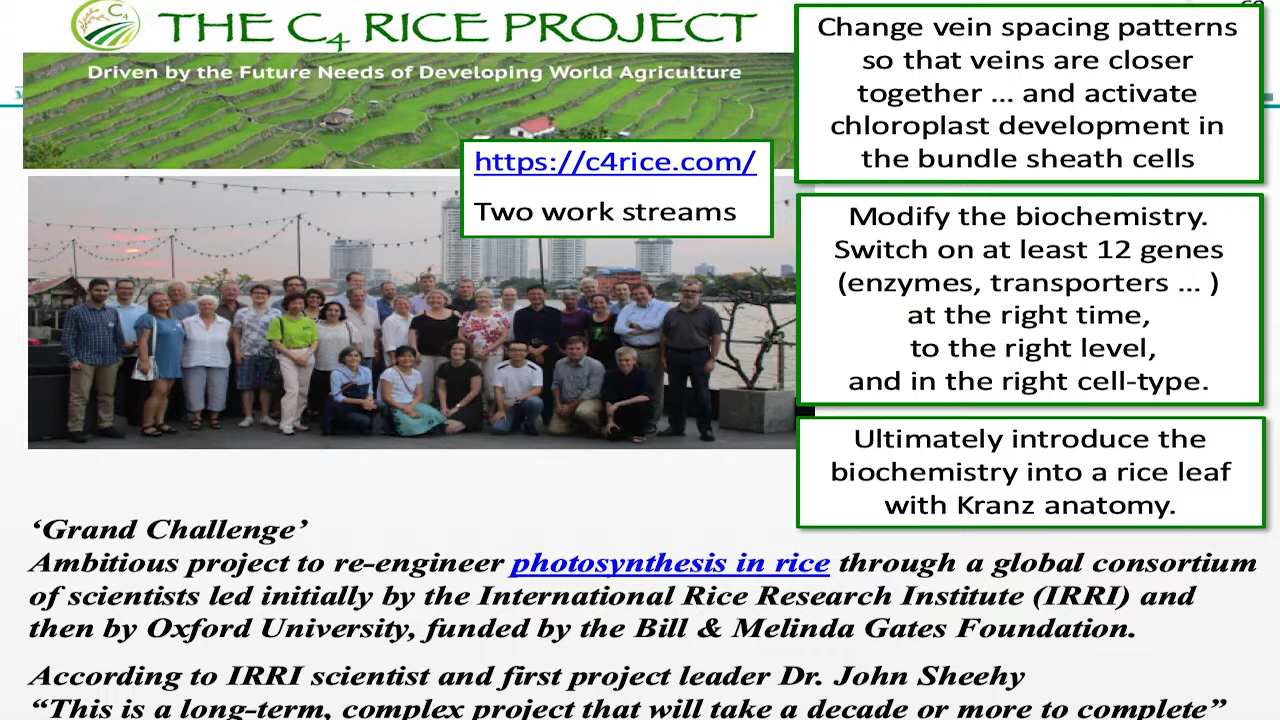 THE C4 RICE PROJECT
C4
Driven by the Future Needs of Developing World Agriculture
https://c4rice.com/
Two work streams
Change vein spacing patterns
so that veins are closer
together ... and activate
chloroplast development in
the bundle sheath cells
Modify the biochemistry.
Switch on at least 12 genes
(enzymes, transporters ... )
at the right time,
to the right level,
and in the right cell-type.
Ultimately introduce the
biochemistry into a rice leaf
with Kranz anatomy.
‘Grand Challenge’
Ambitious project to re-engineer photosynthesis in rice through a global consortium
of scientists led initially by the International Rice Research Institute (IRRI) and
then by Oxford University, funded by the Bill & Melinda Gates Foundation.
According to IRRI scientist and first project leader Dr. John Sheehy
“This is a long-term, complex project that will take a decade or more to complete”